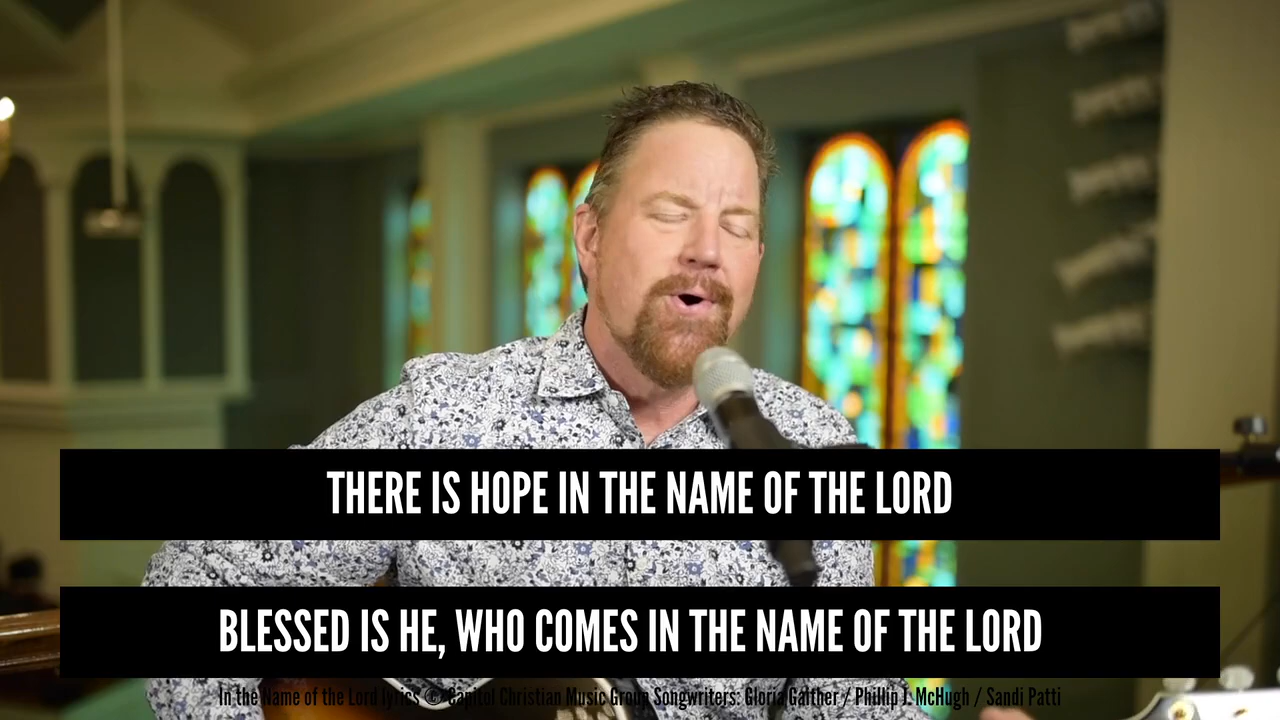 THERE IS HOPE IN THE NAME OF THE LORD
BLESSED IS HE, WHO COMES IN THE NAME OF THE LORD
In the Name of the Lord lyrics © Capitol Christian Music Group Songwriters: Gloria Gaither / Phillip J. McHugh / Sandi Patti